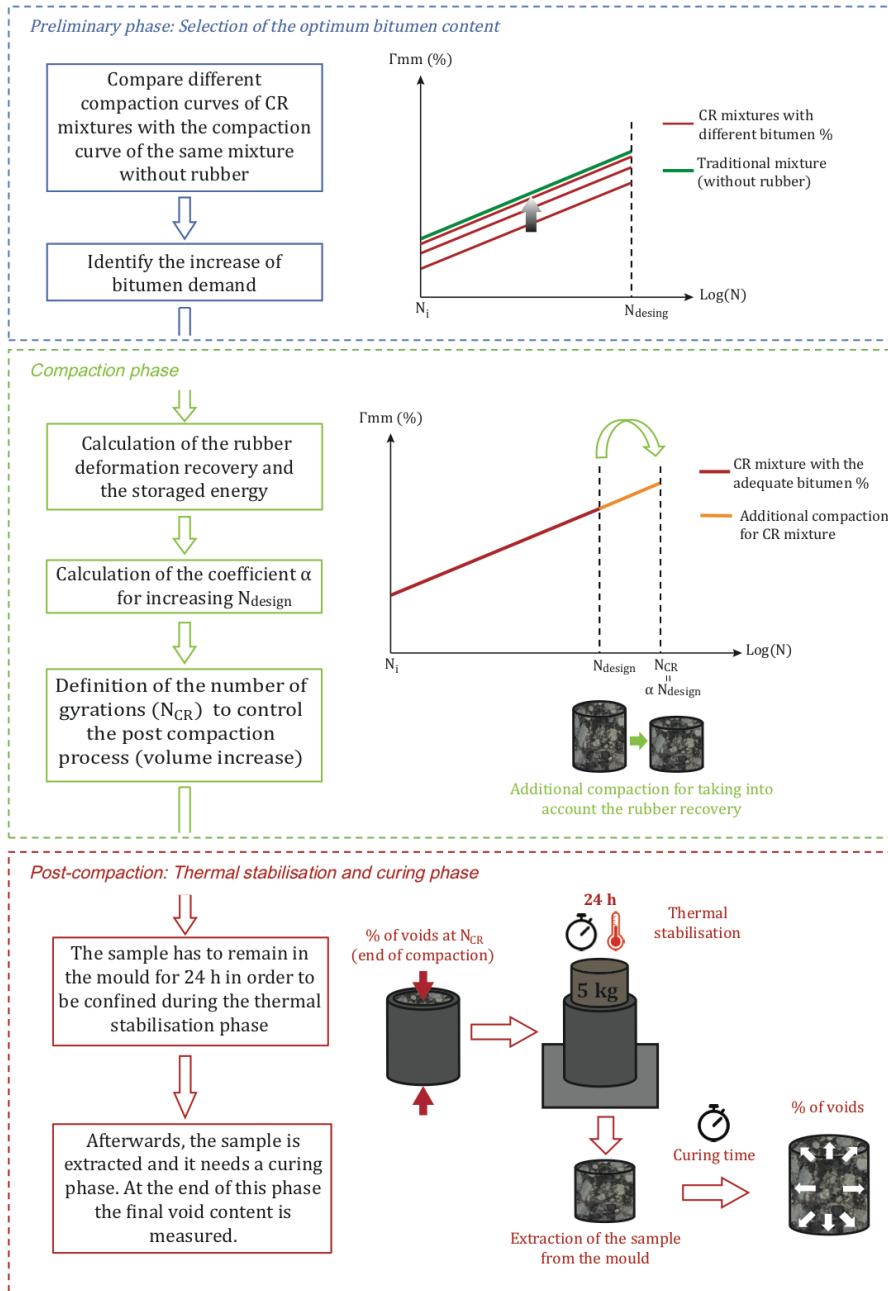 Preliminary phase: Selection of the optimum bitumen content
Compare different
compaction curves of CR
mixtures with the compaction
curve of the same mixture
without rubber
Identify the increase of
bitumen demand
Γmm (%)
CR mixtures with
different bitumen %
Traditional mixture
(without rubber)
Log(N)
Ni
Ndesing
Compaction phase
Calculation of the rubber
deformation recovery and
the storaged energy
Calculation of the coefficient α
for increasing Ndesign
Definition of the number of
gyrations (NCR) to control
the post compaction
process (volume increase)
Γmm (%)
CR mixture with the
adequate bitumen %
Additional compaction
for CR mixture
Log(N)
Ni
Ndesign
NCR
=
α Ndesign
Additional compaction for taking into
account the rubber recovery
Post-compaction: Thermal stabilisation and curing phase
The sample has to remain in
the mould for 24 h in order to
be confined during the thermal
stabilisation phase
Afterwards, the sample is
extracted and it needs a curing
phase. At the end of this phase
the final void content is
measured.
% of voids at NCR
(end of compaction)
24 h
Thermal
stabilisation
5 kg
Extraction of the sample
from the mould
Curing time
% of voids